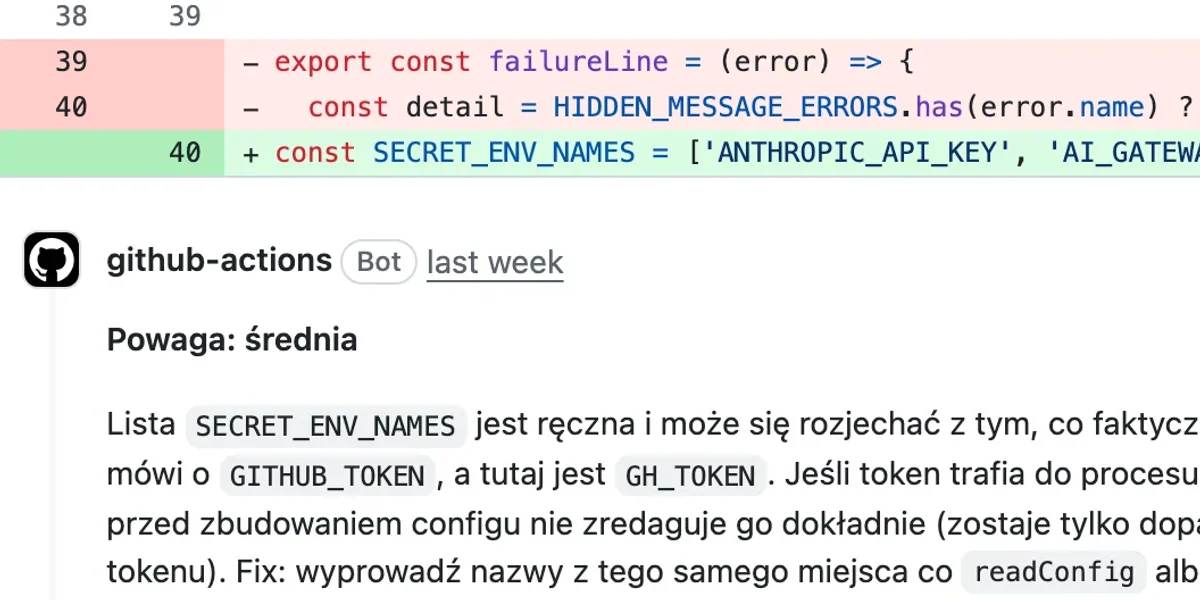 38 39
39 - export const failureLine = (error) => {
40 - const detail = HIDDEN_MESSAGE_ERRORS.has(error.name) ?
40 + const SECRET_ENV_NAMES = ['ANTHROPIC_API_KEY', 'AI_GATEWA
github-actions Bot last week
Powaga: średnia
Lista SECRET_ENV_NAMES jest ręczna i może się rozjechać z tym, co faktycz
mówi o GITHUB_TOKEN, a tutaj jest GH_TOKEN. Jeśli token trafia do procesu
przed zbudowaniem configu nie zredaguje go dokładnie (zostaje tylko dopa
tokenu). Fix: wyprowadź nazwy z tego samego miejsca co readConfig alb